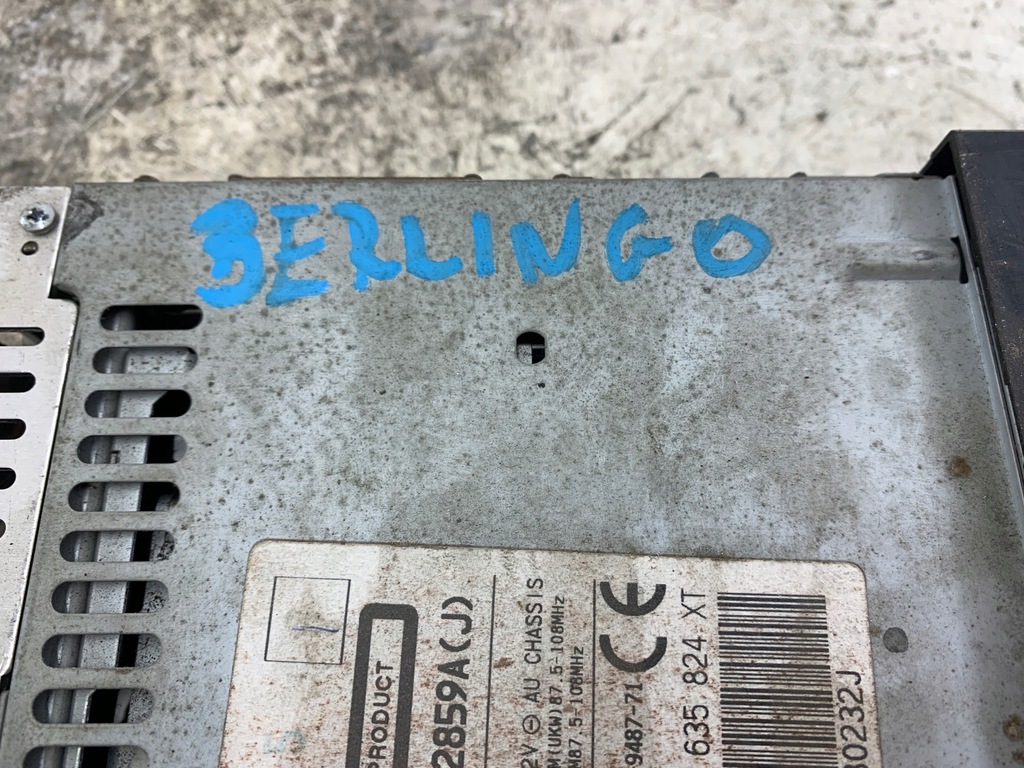 BERLINGO
PRODUCT
2859A(J)
2V ⊖ AU CHASSIS
M(UKW)87.5-108MHz
M87.5-108MHz
CE
9487-71
635 824 XT
30232J